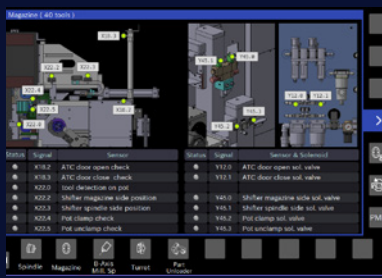 Magazine ( 40 tools )
X18.3
X22.2
X22.3
X22.4
X22.5
X22.0
X18.2
Y45.1
Y45.0
Y45.3
Y45.2
Y12.0
Y12.1
Status Signal Sensor Status Signal Sensor & Solenoid
X18.2 ATC door open check Y12.0 ATC door open sol. valve
X18.3 ATC door close check Y12.1 ATC door close sol. valve
X22.0 tool detection on pot
X22.2 Shifter magazine side position Y45.0 Shifter magazine side sol. valve
X22.3 Shifter spindle side position Y45.1 Shifter spindle side sol. valve
X22.4 Pot clamp check Y45.2 Pot clamp sol. valve
X22.5 Pot unclamp check Y45.3 Pot unclamp sol. valve
PM
Spindle Magazine B-Axis Mill. Sp Turret Part Unloader